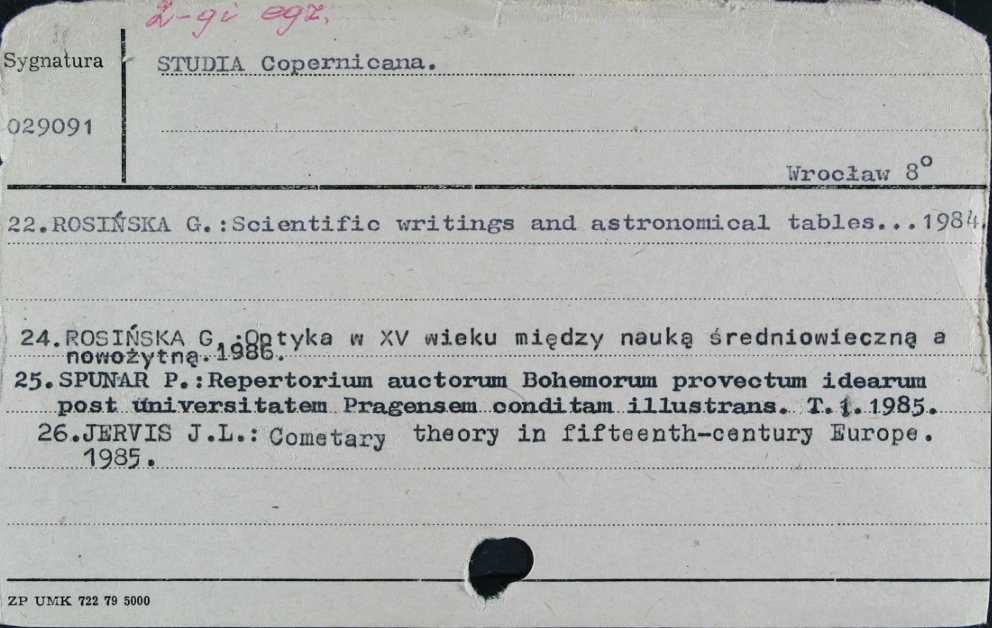 2-gi egz.
Sygnatura
STUDIA Copernicana.
029091
Wrocław 8°
22.ROSIŃSKA G.:Scientific writings and astronomical tables...1984.
24.ROSIŃSKA G.:Optyka w XV wieku między nauką średniowieczną a
nowożytną.1986.
25.SPUNAR P.:Repertorium auctorum Bohemorum provectum idearum
post universitatem Pragensem conditam illustrans. T.1.1985.
26.JERVIS J.L.: Cometary theory in fifteenth-century Europe.
1985.
ZP UMK 722 79 5000